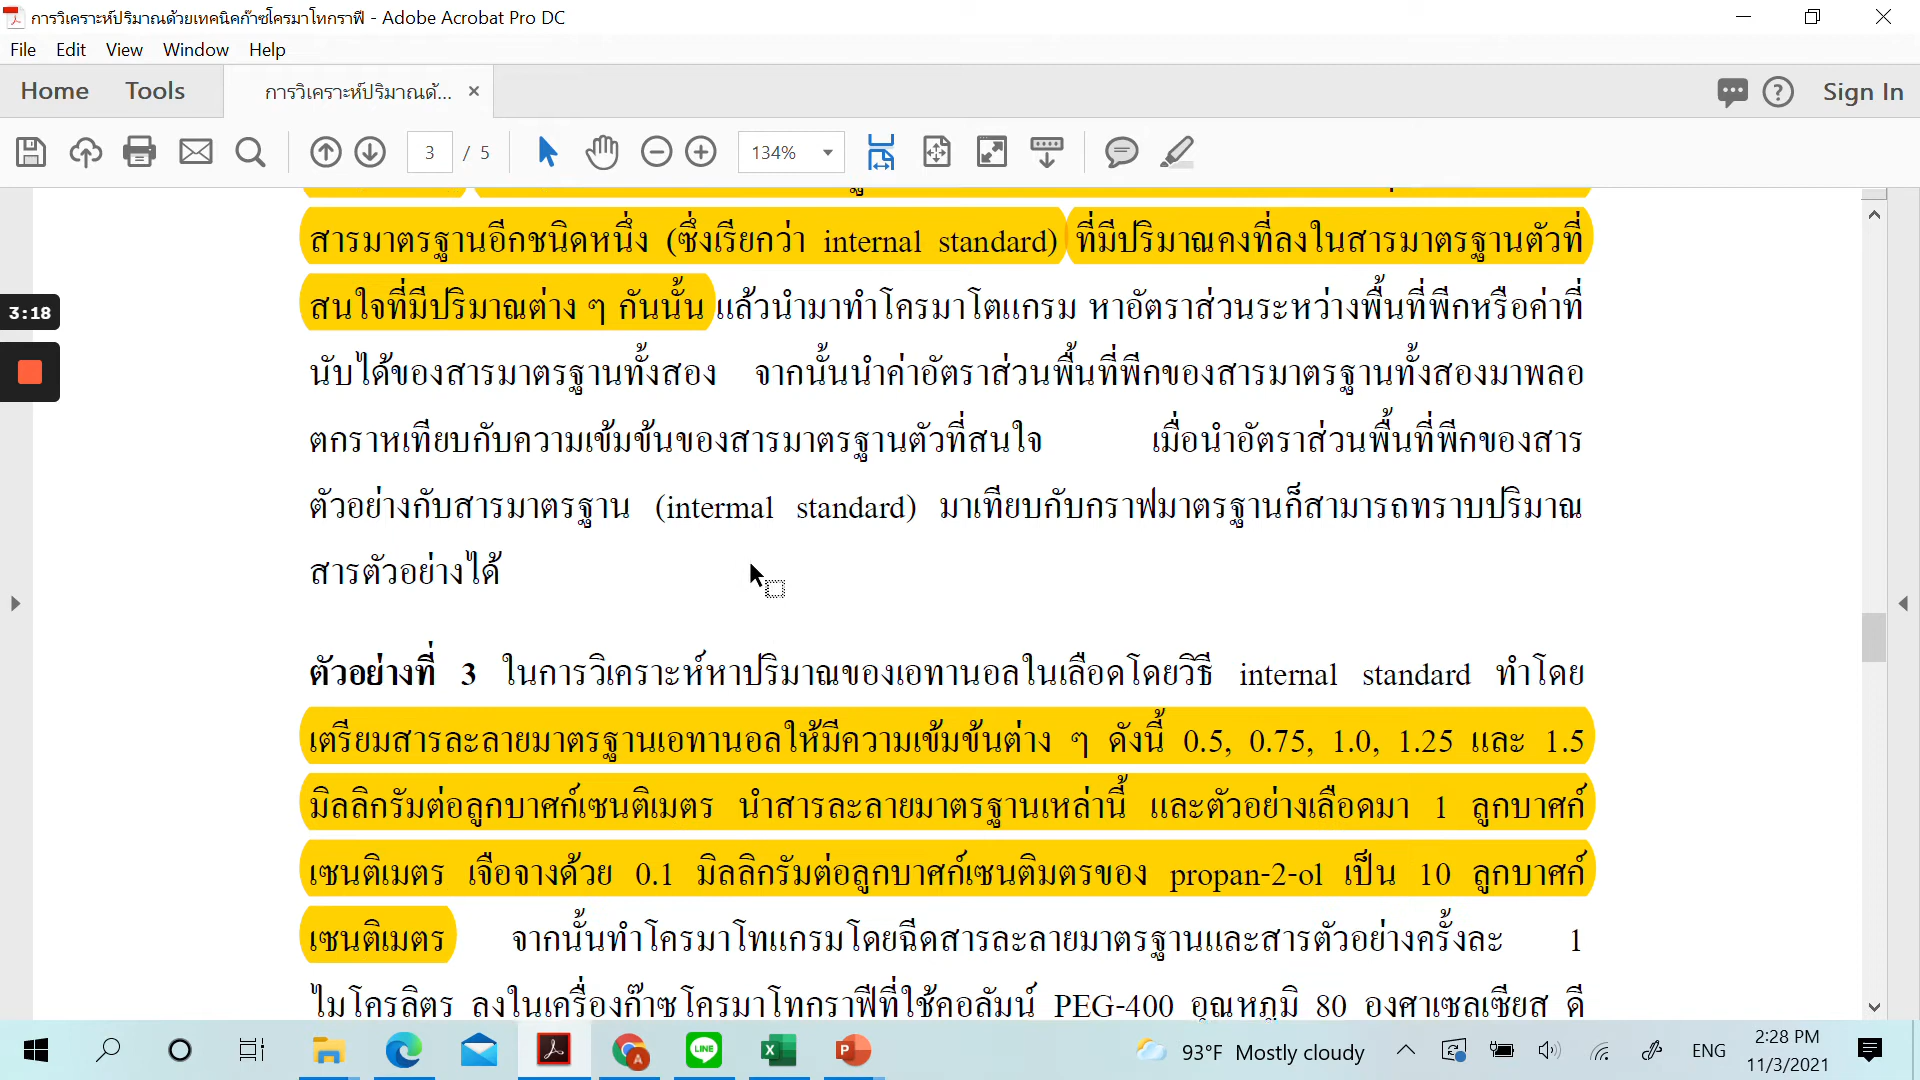 การวิเคราะห์ปริมาณด้วยเทคนิคก๊าซโครมาโทกราฟี - Adobe Acrobat Pro DC
File Edit View Window Help
Home Tools การวิเคราะห์ปริมาณด้... × Sign In
3 / 5 134%
สารมาตรฐานอีกชนิดหนึ่ง (ซึ่งเรียกว่า internal standard) ที่มีปริมาณคงที่ลงในสารมาตรฐานตัวที่
สนใจที่มีปริมาณต่าง ๆ กันนั้น แล้วนำมาทำโครมาโตแกรม หาอัตราส่วนระหว่างพื้นที่พีกหรือค่าที่
3:18
นับได้ของสารมาตรฐานทั้งสอง จากนั้นนำค่าอัตราส่วนพื้นที่พีกของสารมาตรฐานทั้งสองมาพลอ
ตกราหเทียบกับความเข้มข้นของสารมาตรฐานตัวที่สนใจ เมื่อนำอัตราส่วนพื้นที่พีกของสาร
ตัวอย่างกับสารมาตรฐาน (intermal standard) มาเทียบกับกราฟมาตรฐานก็สามารถทราบปริมาณ
สารตัวอย่างได้
ตัวอย่างที่ 3 ในการวิเคราะห์หาปริมาณของเอทานอลในเลือดโดยวิธี internal standard ทำโดย
เตรียมสารละลายมาตรฐานเอทานอลให้มีความเข้มข้นต่าง ๆ ดังนี้ 0.5, 0.75, 1.0, 1.25 และ 1.5
มิลลิกรัมต่อลูกบาศก์เซนติเมตร นำสารละลายมาตรฐานเหล่านี้ และตัวอย่างเลือดมา 1 ลูกบาศก์
เซนติเมตร เจือจางด้วย 0.1 มิลลิกรัมต่อลูกบาศก์เซนติมตรของ propan-2-ol เป็น 10 ลูกบาศก์
เซนติเมตร จากนั้นทำโครมาโทแกรมโดยฉีดสารละลายมาตรฐานและสารตัวอย่างครั้งละ 1
ไมโครลิตร ลงในเครื่องก๊าซโครมาโทกราฟีที่ใช้คอลัมน์ PEG-400 อุณหภูมิ 80 องศาเซลเซียส ดี
93°F Mostly cloudy ENG 2:28 PM
11/3/2021